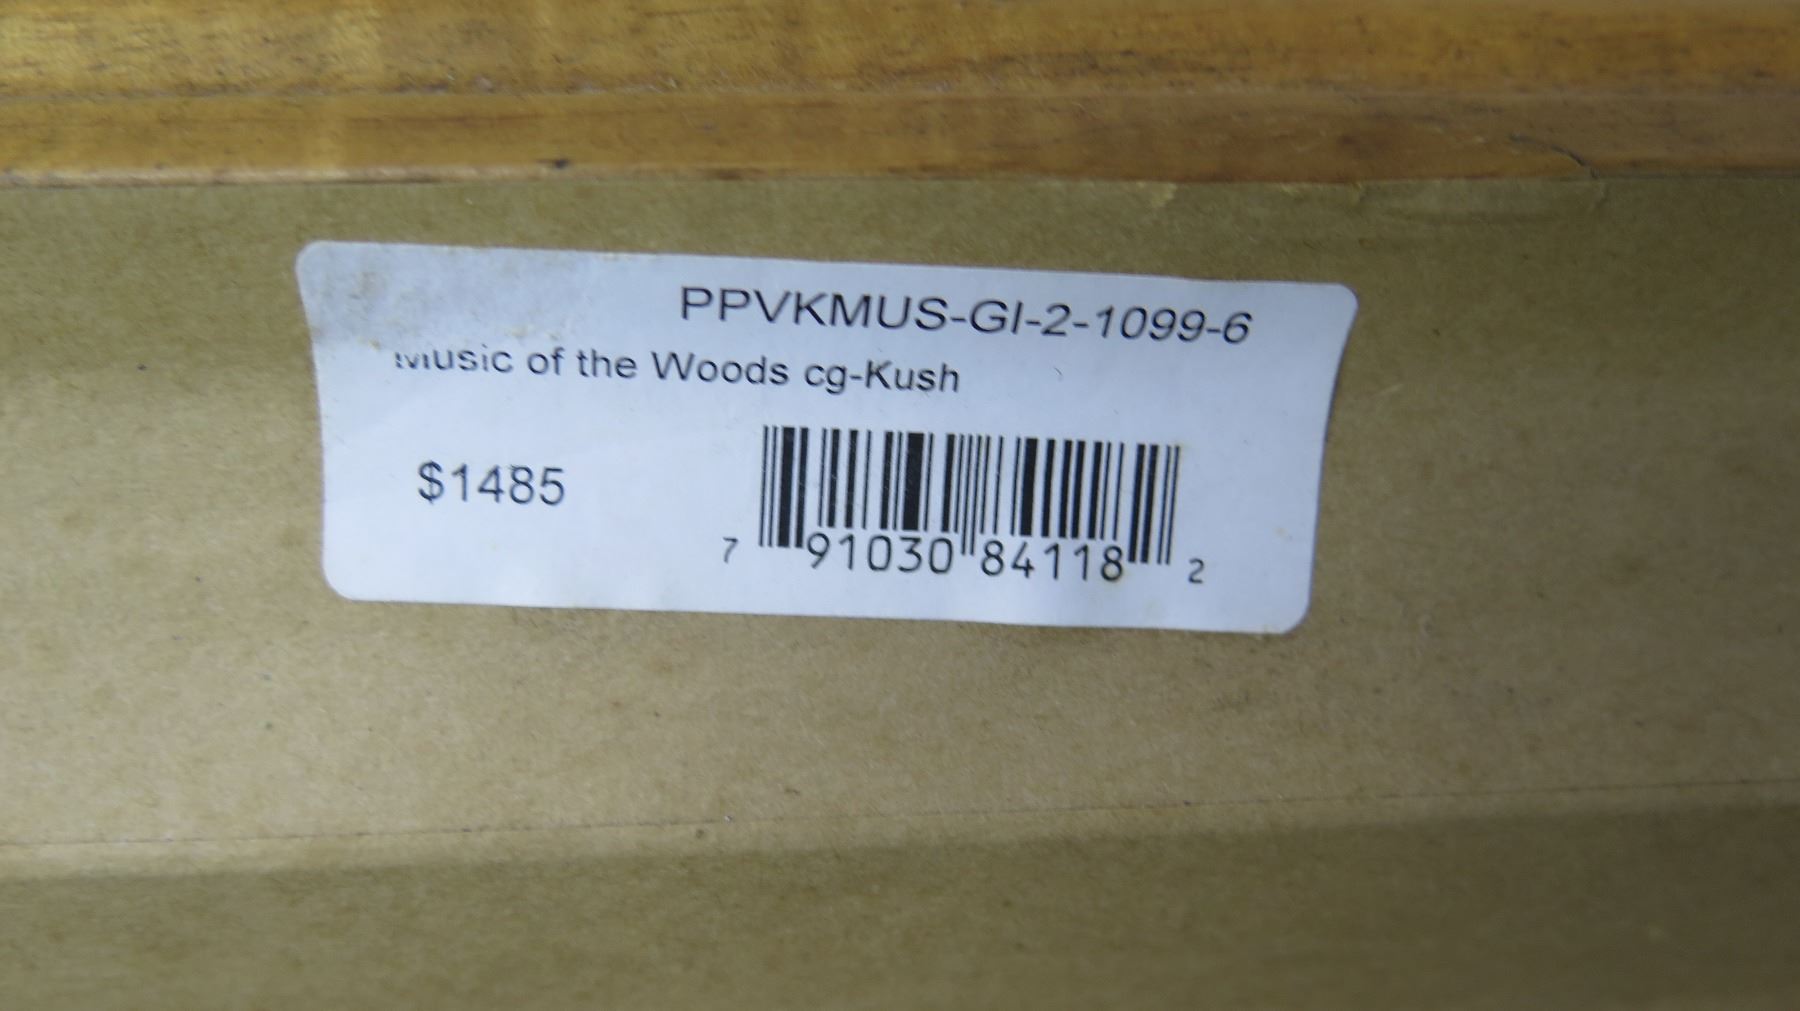 PPVKMUS-GI-2-1099-6
Music of the Woods cg-Kush
$1485
7 91030 84118 2